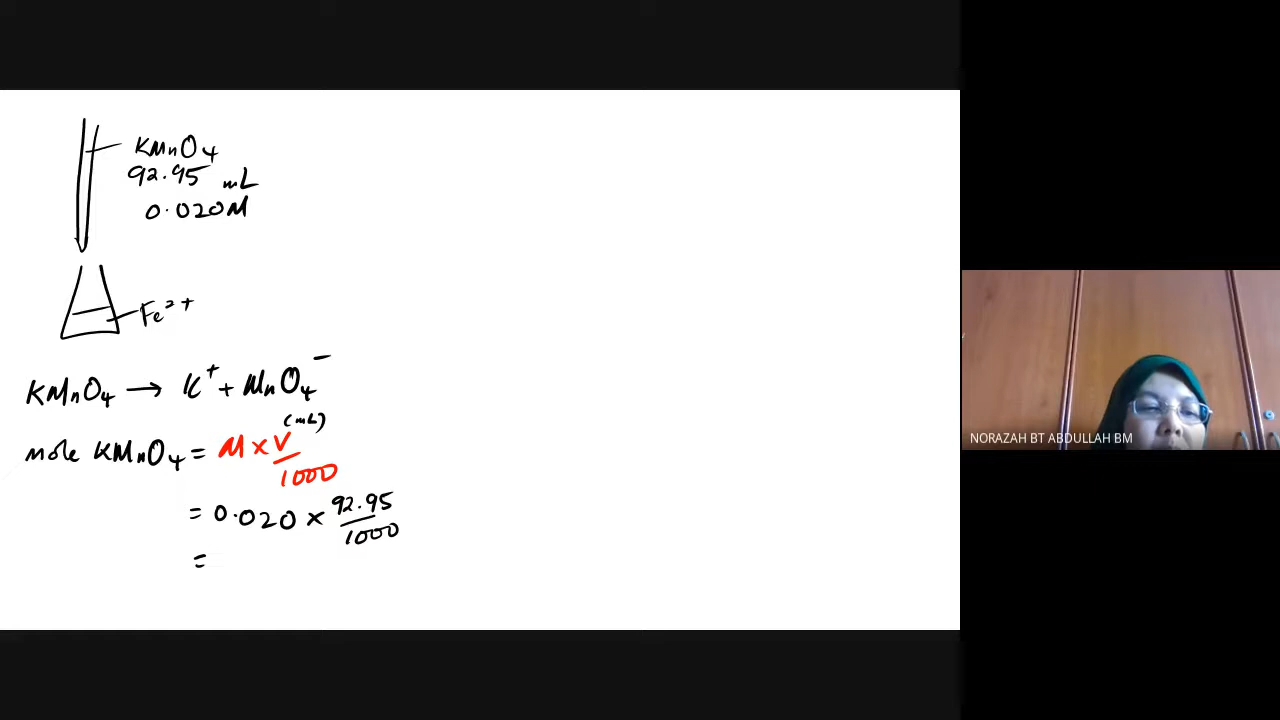 KMnO₄
92.95 mL
0.020 M
Fe²⁺
KMnO₄ → K⁺ + MnO₄⁻
(mL)
mole KMnO₄ = M × V/1000
= 0.020 × 92.95/1000
=
NORAZAH BT ABDULLAH BM